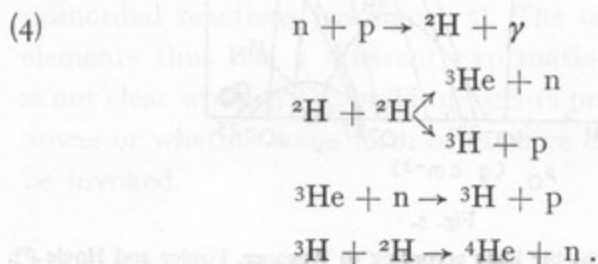 (4) n + p → ²H + γ
³He + n
²H + ²H
³H + p
³He + n → ³H + p
³H + ²H → ⁴He + n .